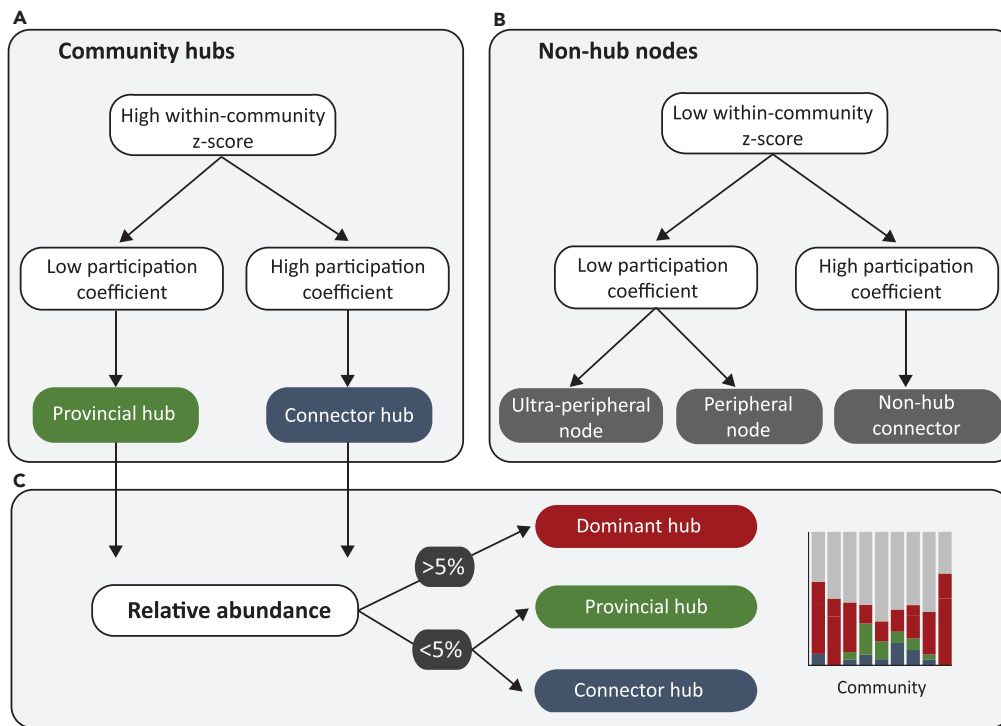 A
Community hubs
High within-community
z-score
Low participation
coefficient
High participation
coefficient
Provincial hub
Connector hub
B
Non-hub nodes
Low within-community
z-score
Low participation
coefficient
High participation
coefficient
Ultra-peripheral
node
Peripheral
node
Non-hub
connector
C
Relative abundance
>5%
<5%
Dominant hub
Provincial hub
Connector hub
Community